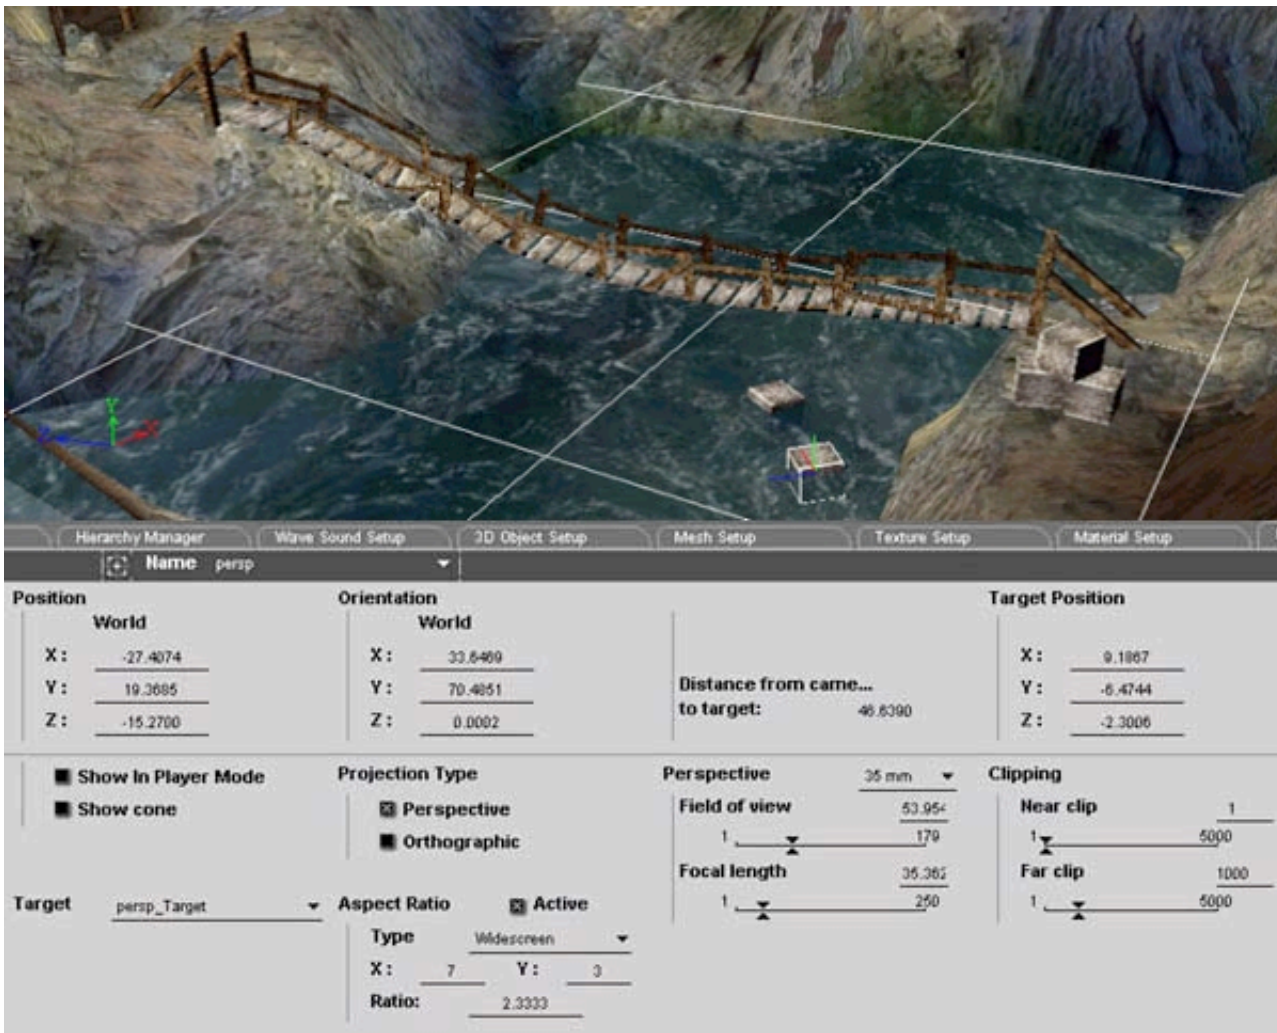 Y
Z
X
Hierarchy Manager Wave Sound Setup 3D Object Setup Mesh Setup Texture Setup Material Setup
Name persp
Position Orientation Target Position
World World
X: -27.4074 X: 33.6469 X: 9.1867
Y: 19.3685 Y: 70.4851 Distance from came... Y: -6.4744
Z: -15.2700 Z: 0.0002 to target: 46.6390 Z: -2.3006
Show In Player Mode Projection Type Perspective 35 mm Clipping
Show cone Perspective Field of view 53.954 Near clip 1
1 179 1 5000
Orthographic
Focal length 35.362 Far clip 1000
1 250 1 5000
Target persp_Target Aspect Ratio Active
Type Widescreen
X: 7 Y: 3
Ratio: 2.3333